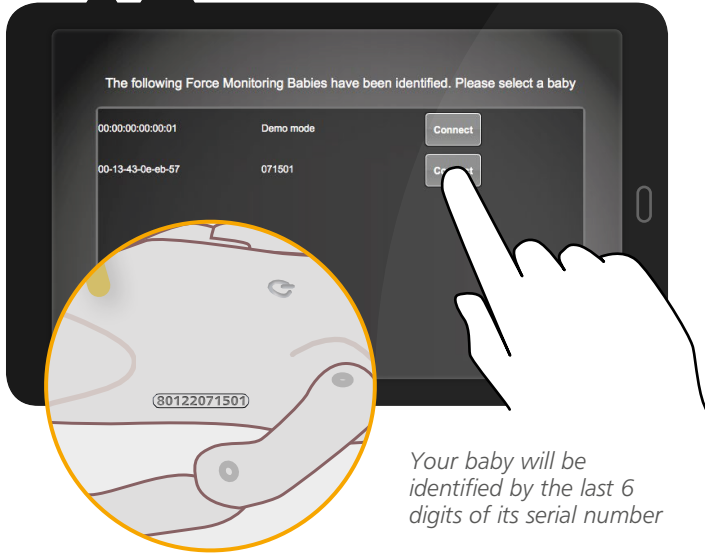 The following Force Monitoring Babies have been identified. Please select a baby
00:00:00:00:00:01 Demo mode Connect
00-13-43-0e-eb-57 071501
80122071501
Your baby will be
identified by the last 6
digits of its serial number